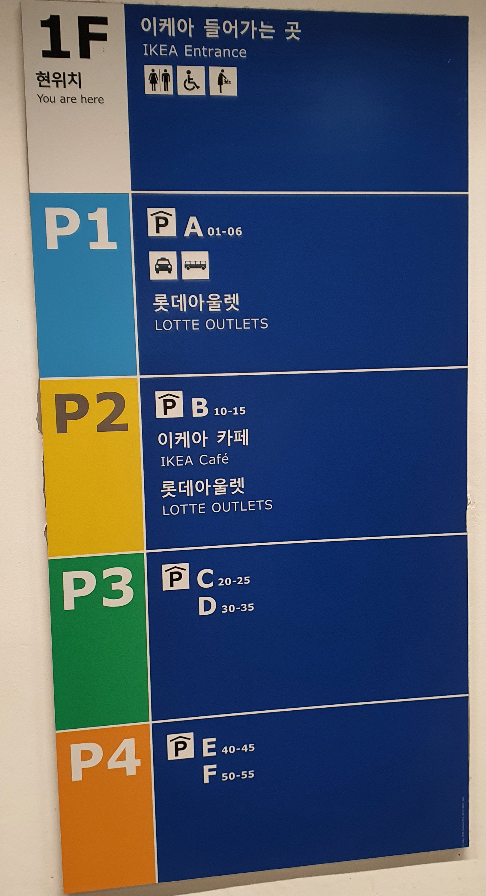 1F
현위치
You are here
이케아 들어가는 곳
IKEA Entrance
P1
P A 01-06
롯데아울렛
LOTTE OUTLETS
P2
P B 10-15
이케아 카페
IKEA Café
롯데아울렛
LOTTE OUTLETS
P3
P C 20-25
D 30-35
P4
P E 40-45
F 50-55